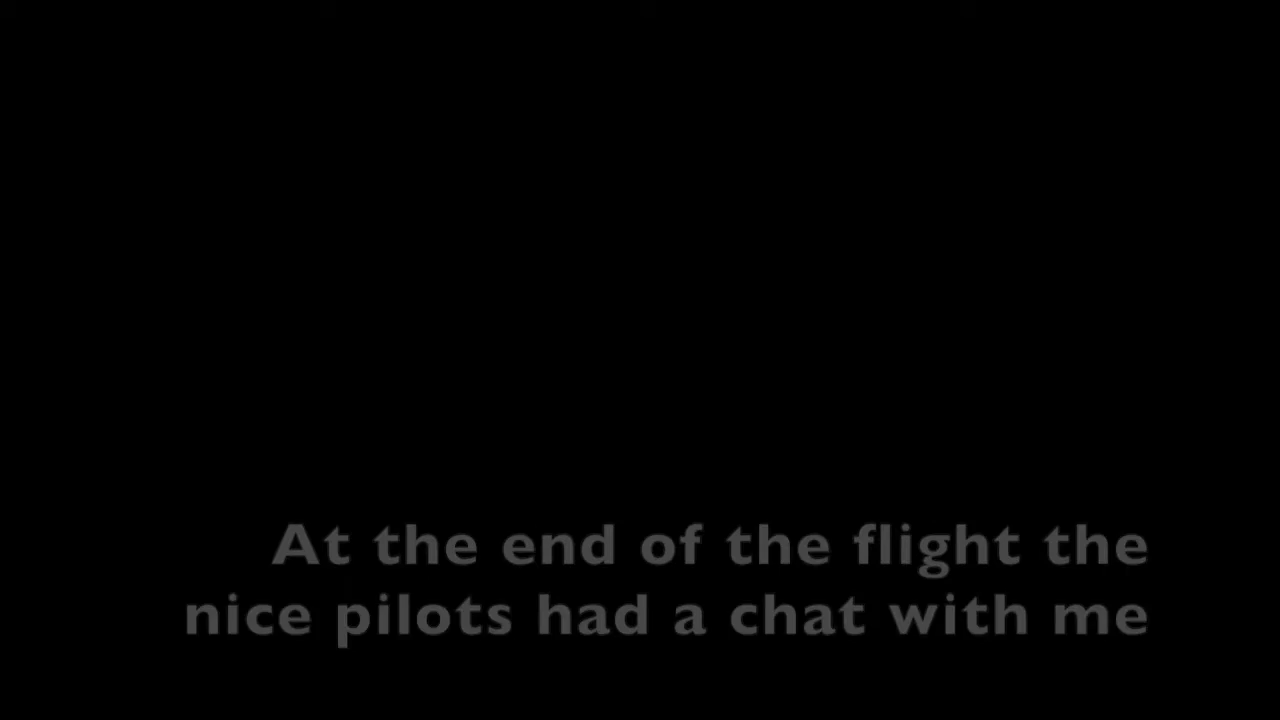 At the end of the flight the
nice pilots had a chat with me